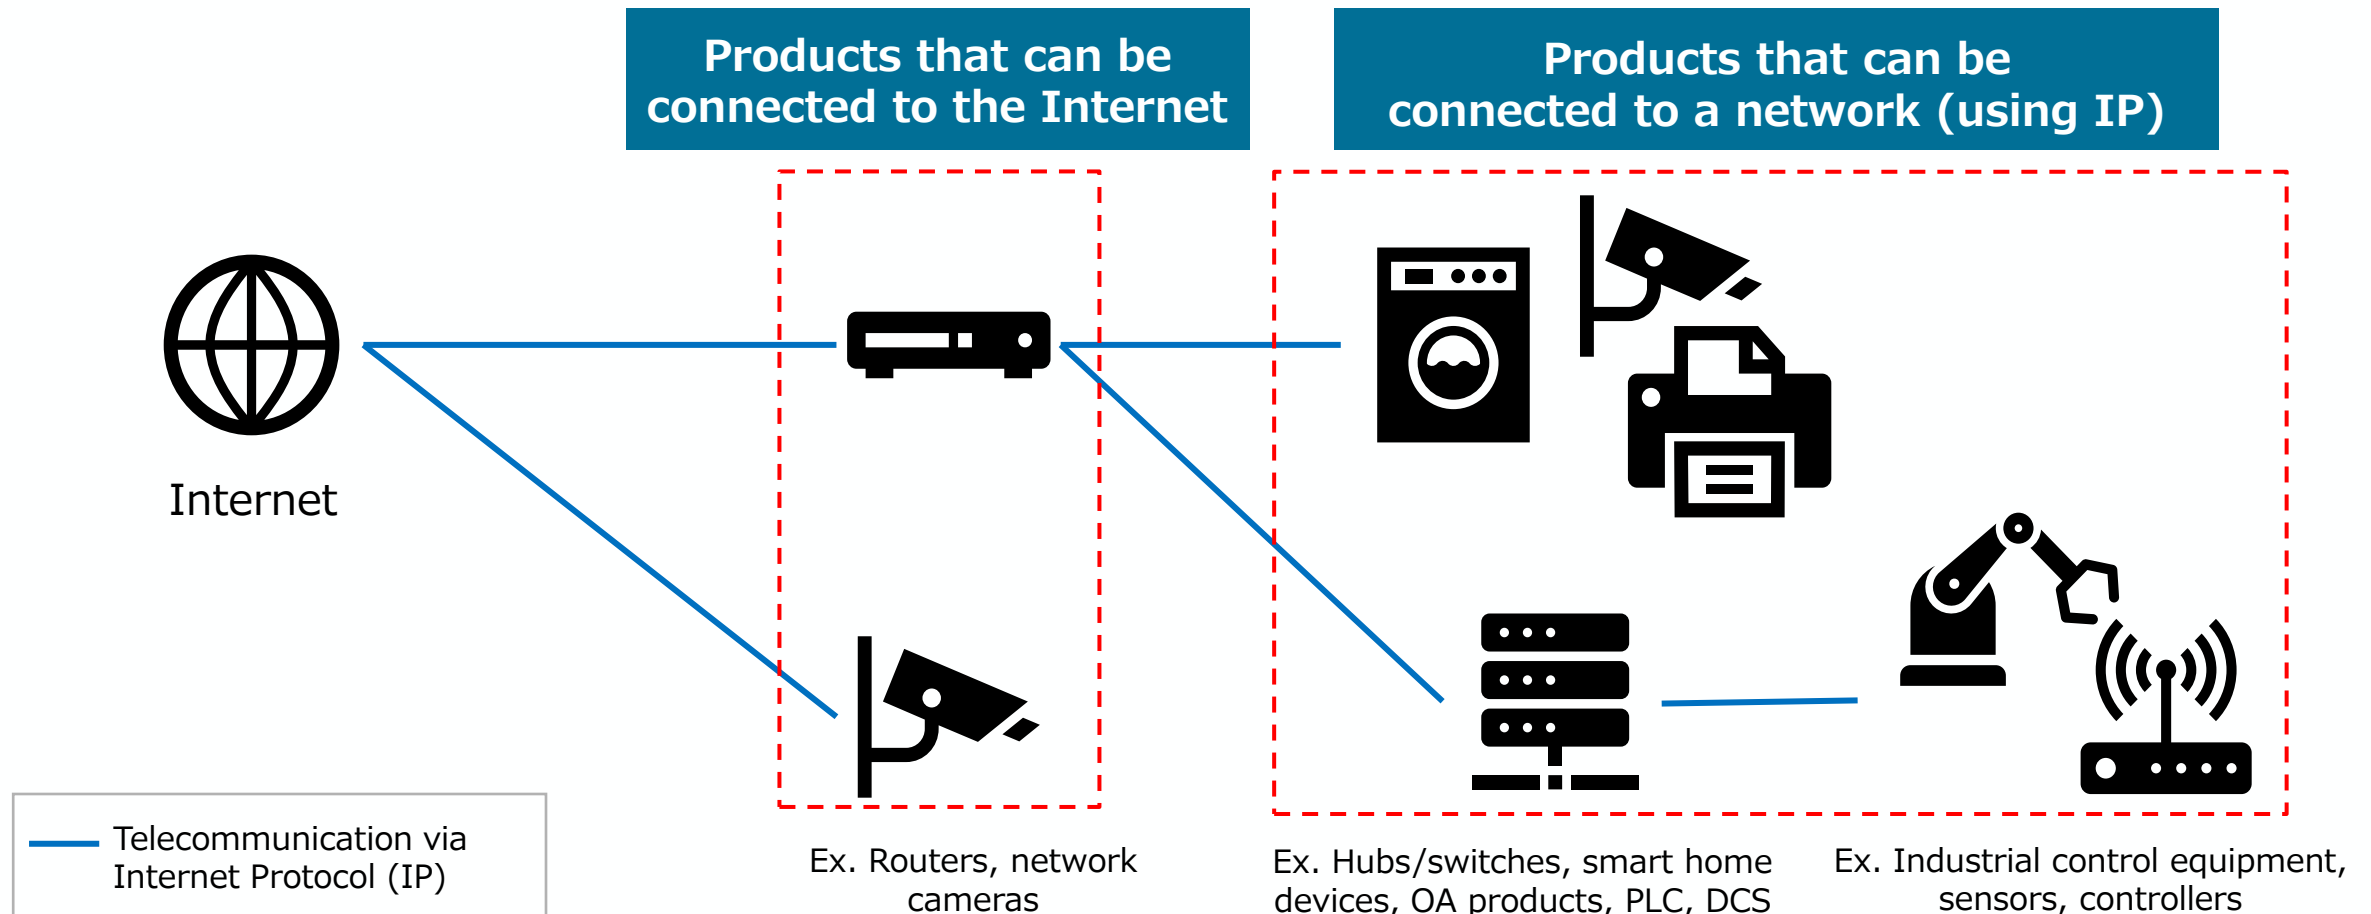 Products that can be
connected to the Internet
Products that can be
connected to a network (using IP)
Internet
Telecommunication via
Internet Protocol (IP)
Ex. Routers, network
cameras
Ex. Hubs/switches, smart home
devices, OA products, PLC, DCS
Ex. Industrial control equipment,
sensors, controllers